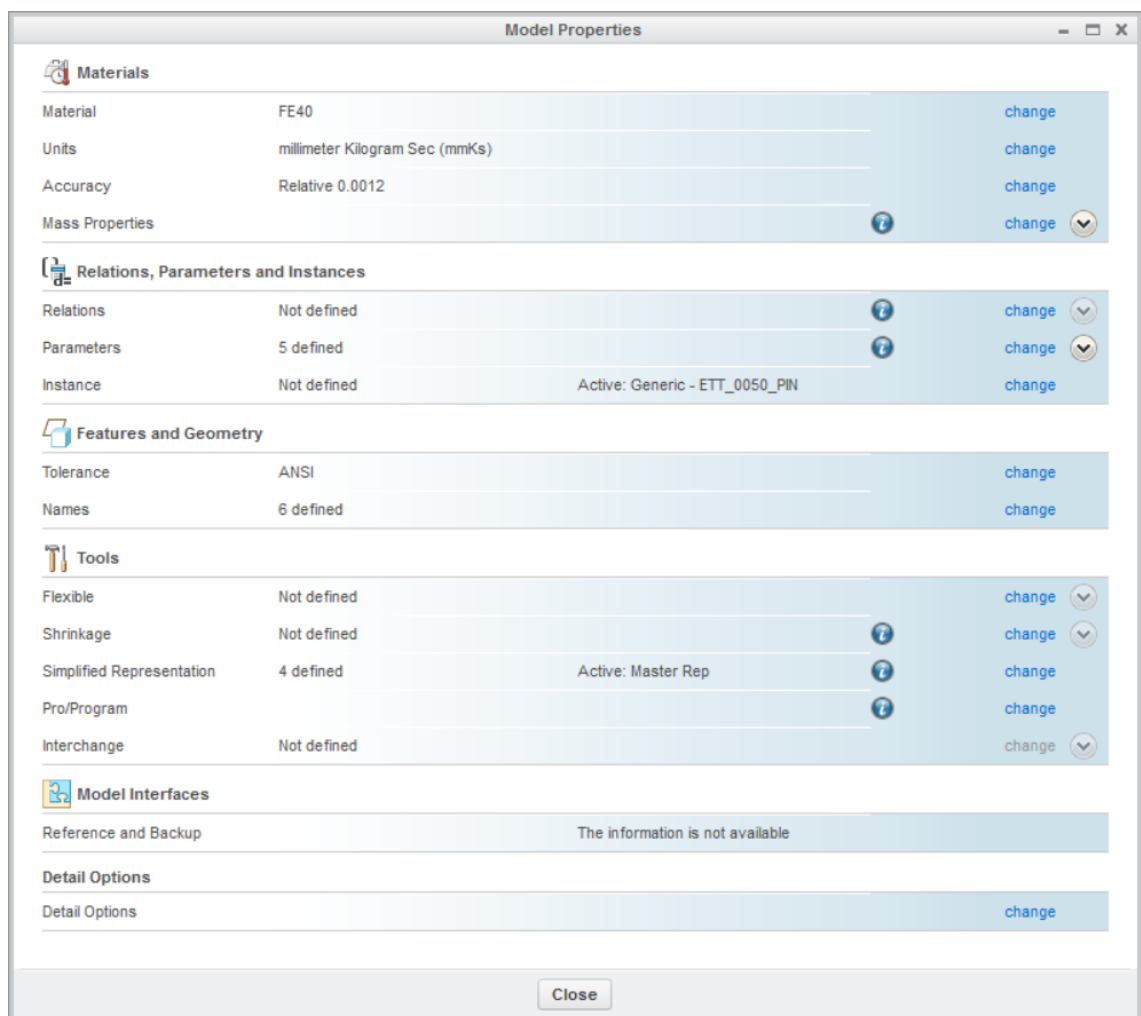 Model Properties
Materials
Material FE40 change
Units millimeter Kilogram Sec (mmKs) change
Accuracy Relative 0.0012 change
Mass Properties change
Relations, Parameters and Instances
Relations Not defined change
Parameters 5 defined change
Instance Not defined Active: Generic - ETT_0050_PIN change
Features and Geometry
Tolerance ANSI change
Names 6 defined change
Tools
Flexible Not defined change
Shrinkage Not defined change
Simplified Representation 4 defined Active: Master Rep change
Pro/Program change
Interchange Not defined change
Model Interfaces
Reference and Backup The information is not available
Detail Options
Detail Options change
Close